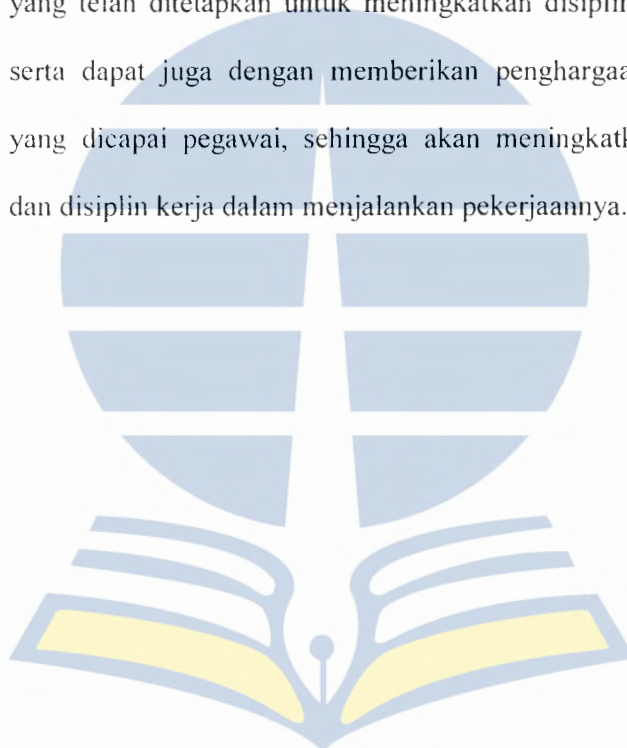 yang telah ditetapkan untuk meningkatkan disiplin
serta dapat juga dengan memberikan penghargaa
yang dicapai pegawai, sehingga akan meningkatk
dan disiplin kerja dalam menjalankan pekerjaannya.